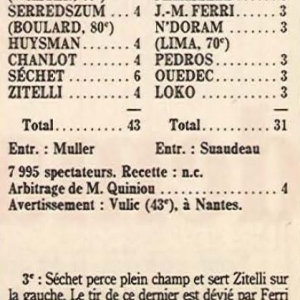 SERREDSZUM... 4 J.-M. FERRI........ 3
(BOULARD, 80ᵉ) N'DORAM.......... 3
HUYSMAN........ 4 (LIMA, 70ᵉ)
CHANLOT........ 4 PEDROS............ 3
SÉCHET........... 6 OUEDEC............ 3
ZITELLI............ 4 LOKO................ 3
Total........... 43 Total............ 31
Entr. : Muller Entr. : Suaudeau
7 995 spectateurs. Recette : n.c.
Arbitrage de M. Quiniou .................. 4
Avertissement : Vulic (43ᵉ), à Nantes.
3ᵉ : Séchet perce plein champ et sert Zitelli sur
la gauche. Le tir de ce dernier est dévié par Ferri